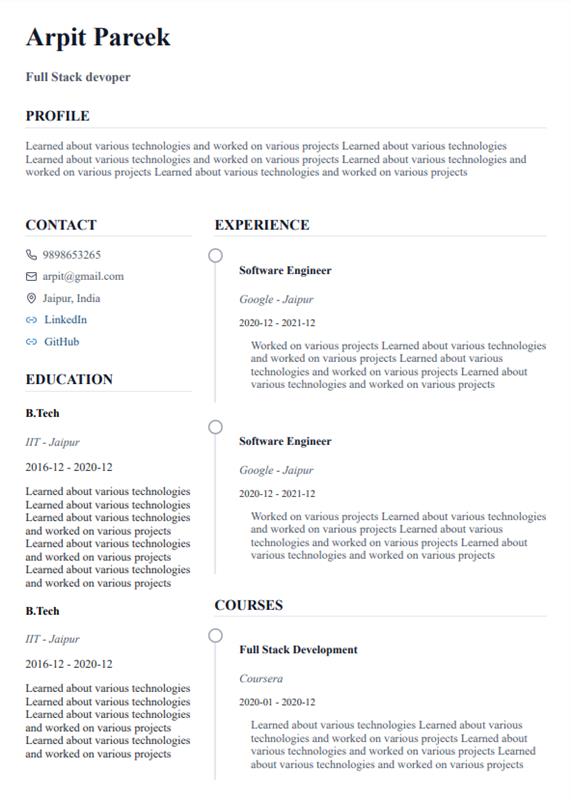 Arpit Pareek
Full Stack devoper
PROFILE
Learned about various technologies and worked on various projects Learned about various technologies
Learned about various technologies and worked on various projects Learned about various technologies and
worked on various projects Learned about various technologies and worked on various projects
CONTACT
9898653265
arpit@gmail.com
Jaipur, India
LinkedIn
GitHub
EDUCATION
B.Tech
IIT - Jaipur
2016-12 - 2020-12
Learned about various technologies
Learned about various technologies
Learned about various technologies
and worked on various projects
Learned about various technologies
and worked on various projects
Learned about various technologies
and worked on various projects
B.Tech
IIT - Jaipur
2016-12 - 2020-12
Learned about various technologies
Learned about various technologies
Learned about various technologies
and worked on various projects
Learned about various technologies
and worked on various projects
EXPERIENCE
Software Engineer
Google - Jaipur
2020-12 - 2021-12
Worked on various projects Learned about various technologies
and worked on various projects Learned about various
technologies and worked on various projects Learned about
various technologies and worked on various projects
Software Engineer
Google - Jaipur
2020-12 - 2021-12
Worked on various projects Learned about various technologies
and worked on various projects Learned about various
technologies and worked on various projects Learned about
various technologies and worked on various projects
COURSES
Full Stack Development
Coursera
2020-01 - 2020-12
Learned about various technologies Learned about various
technologies Learned about various technologies and worked on
various projects Learned about various technologies and worked
on various projects Learned about various technologies and worked on various projects